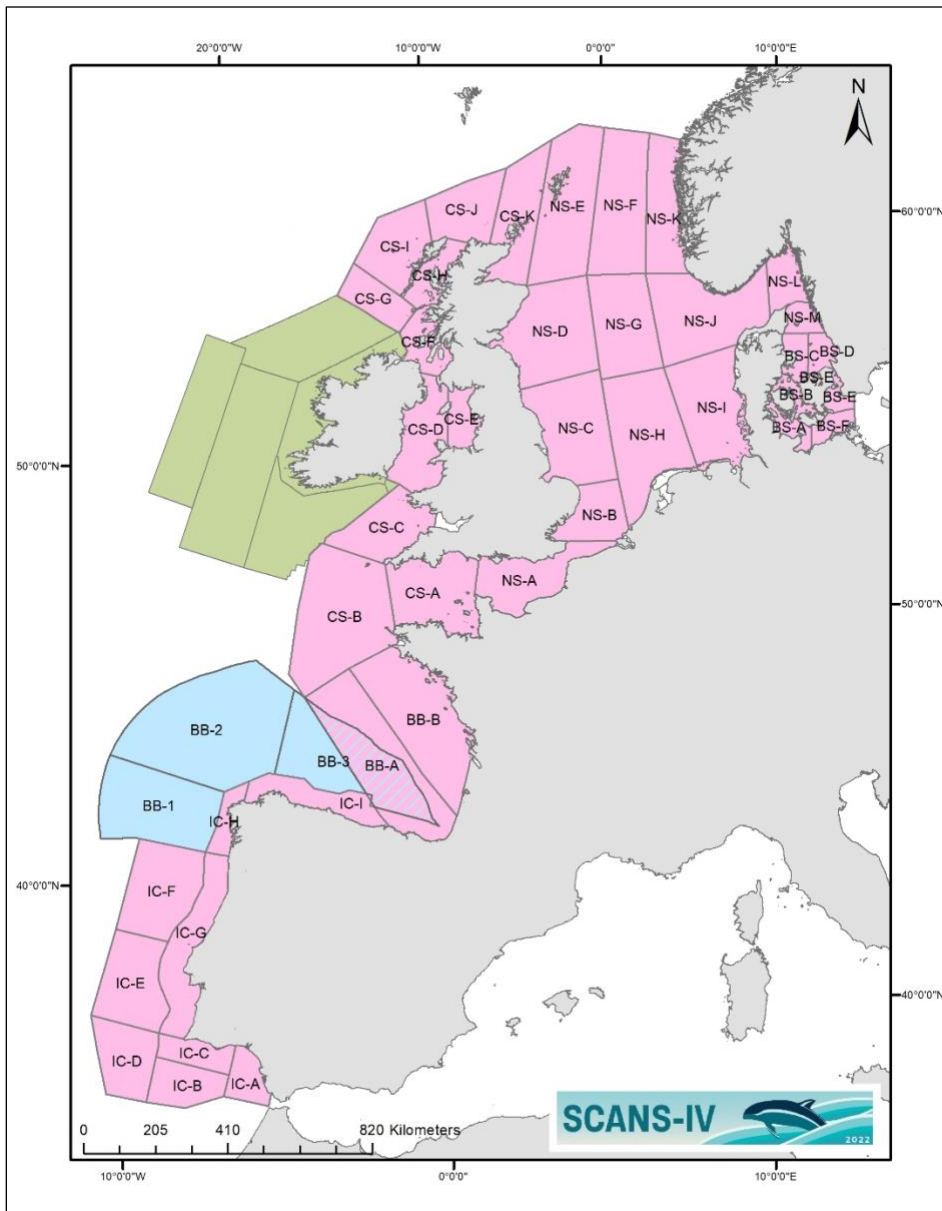 20°0'0"W 10°0'0"W 0°0'0" 10°0'0"E
N
60°0'0"N
CS-J
CS-K
NS-E
NS-F
NS-K
CS-I
CS-H
CS-G
NS-L
NS-M
CS-F
NS-D
NS-G
NS-J
BS-C
BS-D
BS-E
BS-B
BS-E
CS-D
CS-E
NS-C
NS-H
NS-I
BS-A
BS-F
50°0'0"N
NS-B
CS-C
CS-A
NS-A
50°0'0"N
CS-B
BB-B
BB-2
BB-3
BB-A
BB-1
IC-H
IC-I
40°0'0"N
IC-F
IC-G
IC-E
40°0'0"N
IC-D
IC-C
IC-B
IC-A
SCANS-IV
2022
0 205 410 820 Kilometers
10°0'0"W 0°0'0" 10°0'0"E